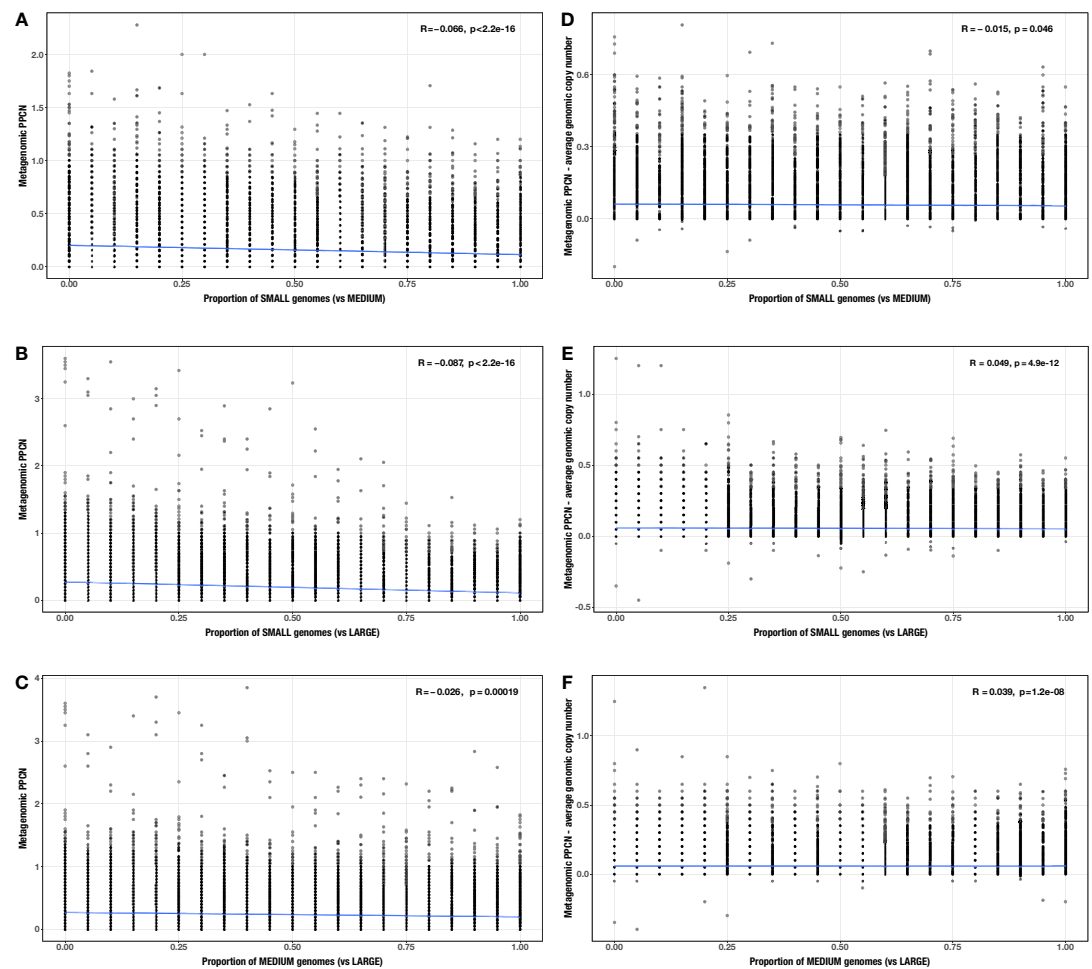 A
R=−0.066, p<2.2e-16
Metagenomic PPCN
2.0
1.5
1.0
0.5
0.0
0.00 0.25 0.50 0.75 1.00
Proportion of SMALL genomes (vs MEDIUM)
D
R=− 0.015, p = 0.046
Metagenomic PPCN - average genomic copy number
0.6
0.3
0.0
0.00 0.25 0.50 0.75 1.00
Proportion of SMALL genomes (vs MEDIUM)
B
R=−0.087, p<2.2e-16
Metagenomic PPCN
3
2
1
0
0.00 0.25 0.50 0.75 1.00
Proportion of SMALL genomes (vs LARGE)
E
R = 0.049, p = 4.9e-12
Metagenomic PPCN - average genomic copy number
1.0
0.5
0.0
-0.5
0.00 0.25 0.50 0.75 1.00
Proportion of SMALL genomes (vs LARGE)
C
R=−0.026, p = 0.00019
Metagenomic PPCN
4
3
2
1
0
0.00 0.25 0.50 0.75 1.00
Proportion of MEDIUM genomes (vs LARGE)
F
R = 0.039, p=1.2e-08
Metagenomic PPCN - average genomic copy number
1.0
0.5
0.0
0.00 0.25 0.50 0.75 1.00
Proportion of MEDIUM genomes (vs LARGE)